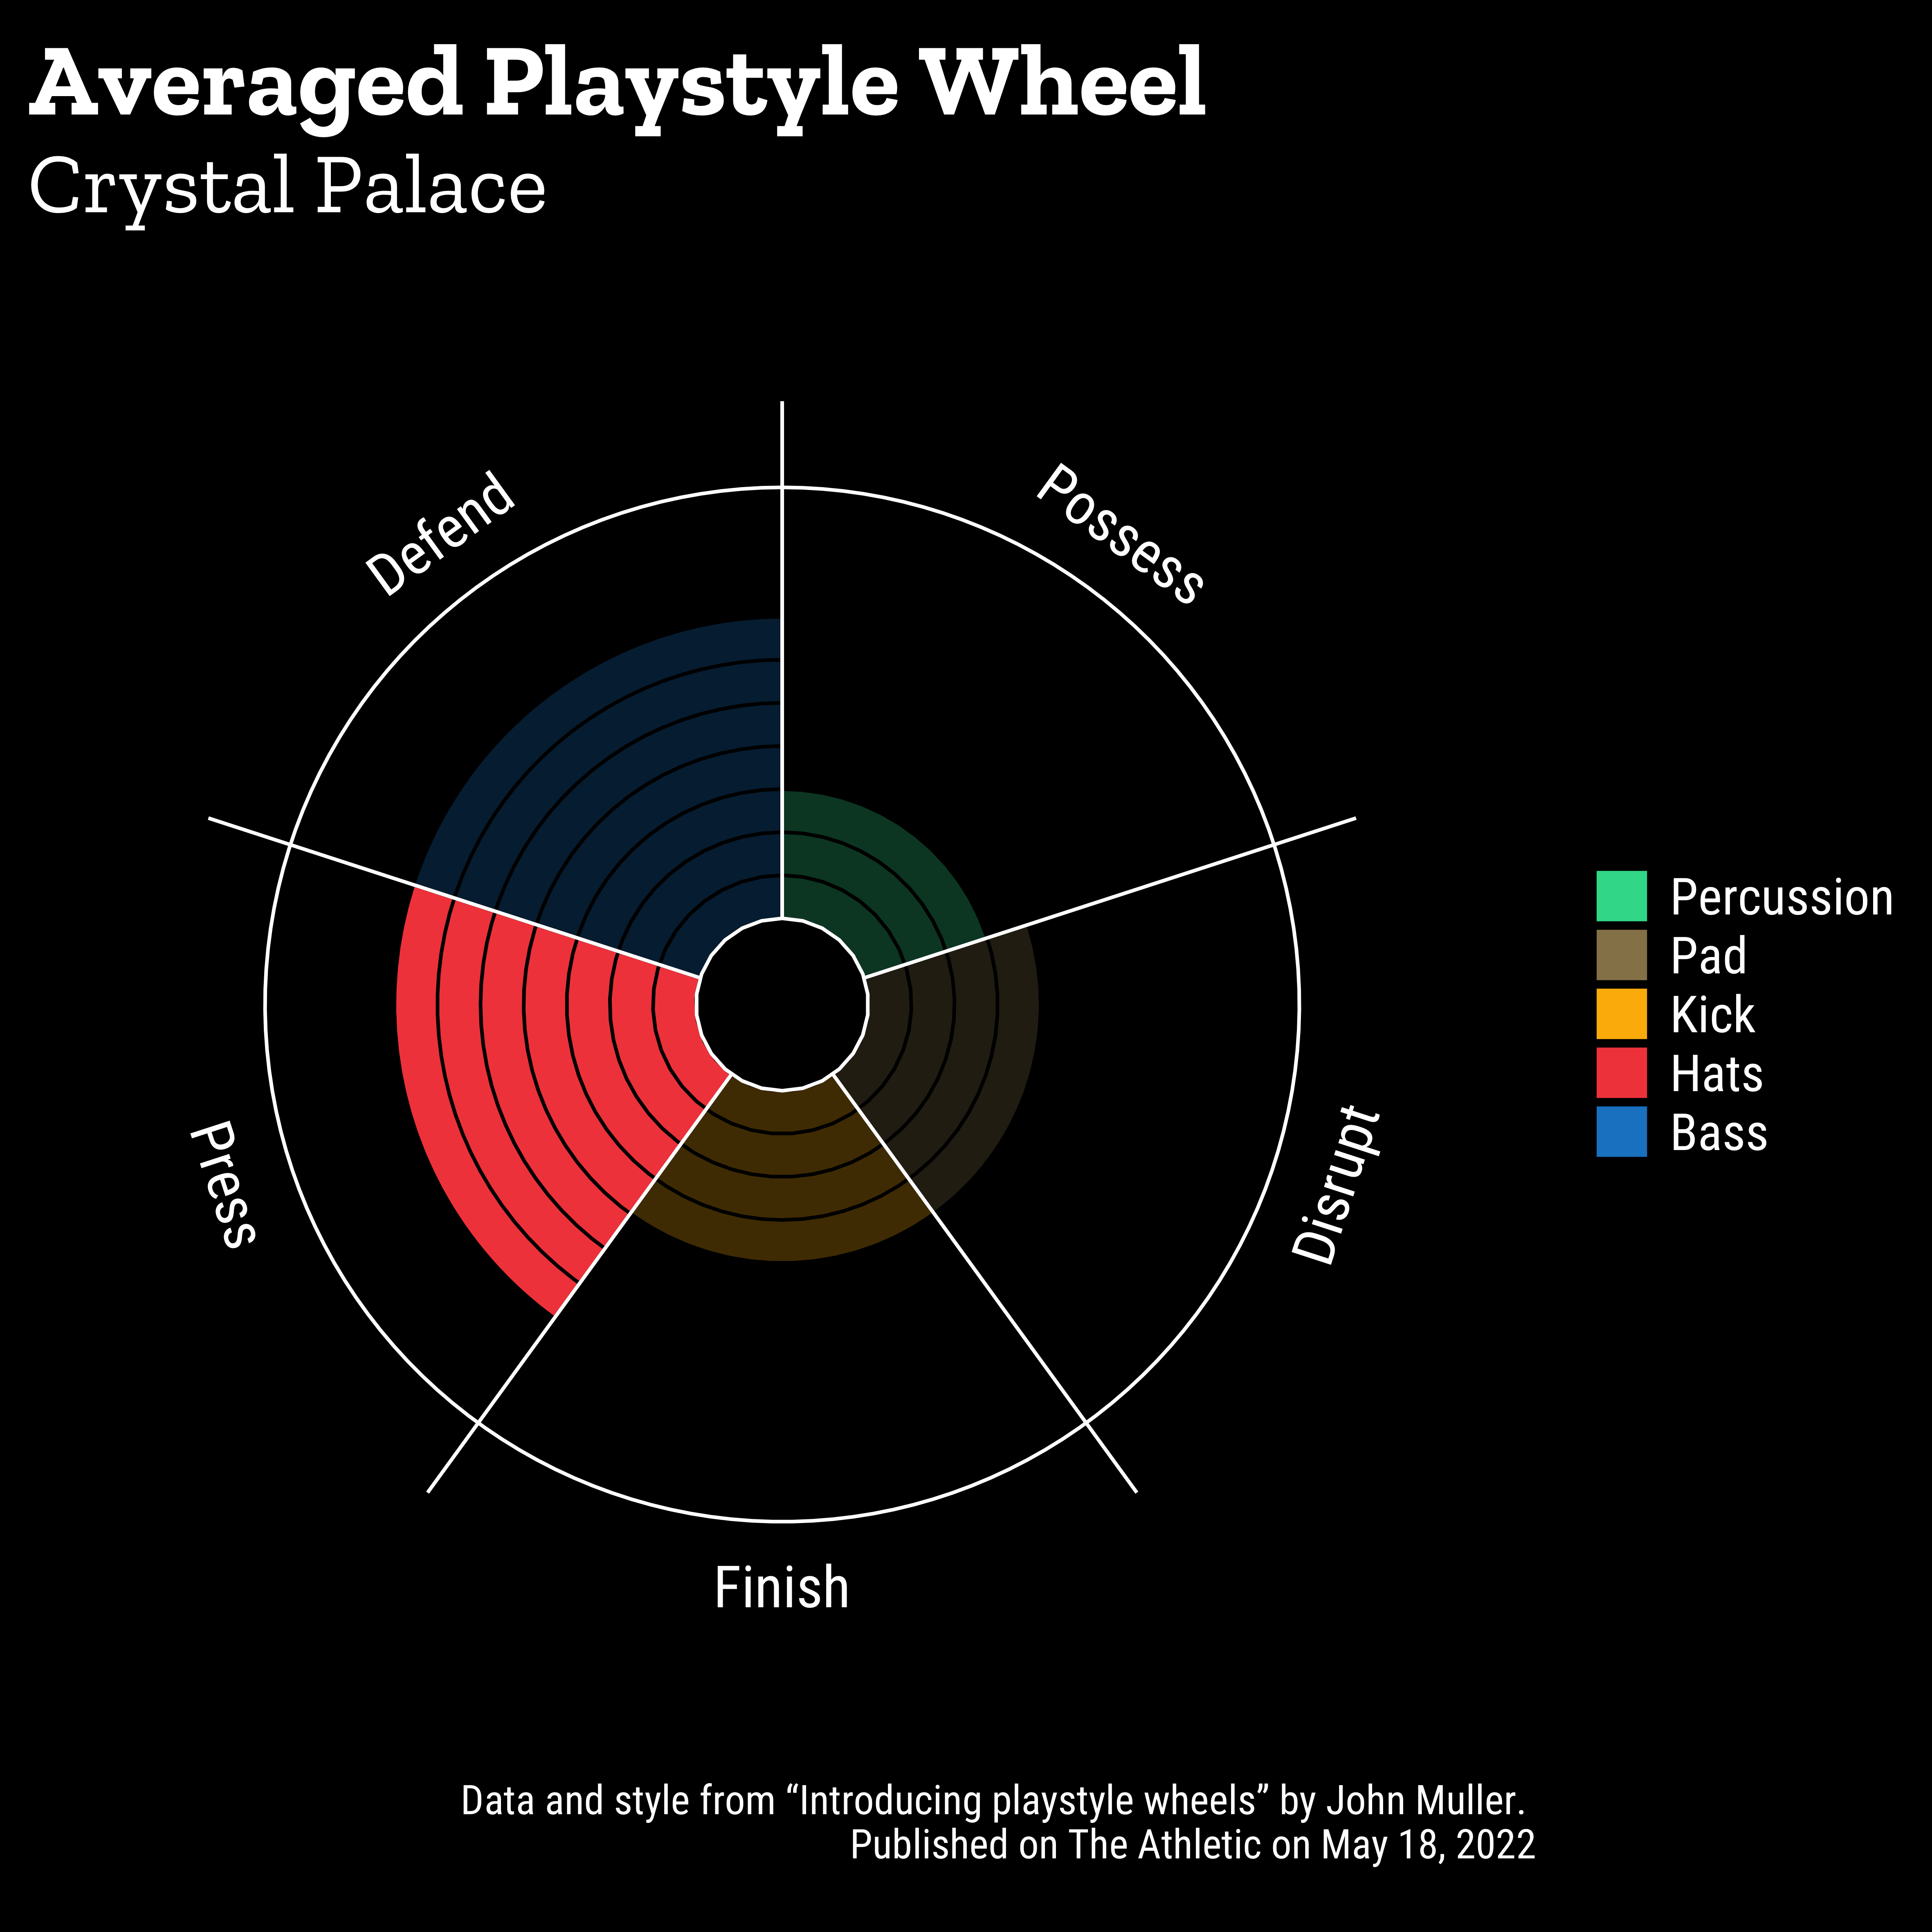 Averaged Playstyle Wheel
Crystal Palace
Defend
Possess
Percussion
Pad
Kick
Hats
Bass
Press
Disrupt
Finish
Data and style from “Introducing playstyle wheels” by John Muller.
Published on The Athletic on May 18, 2022